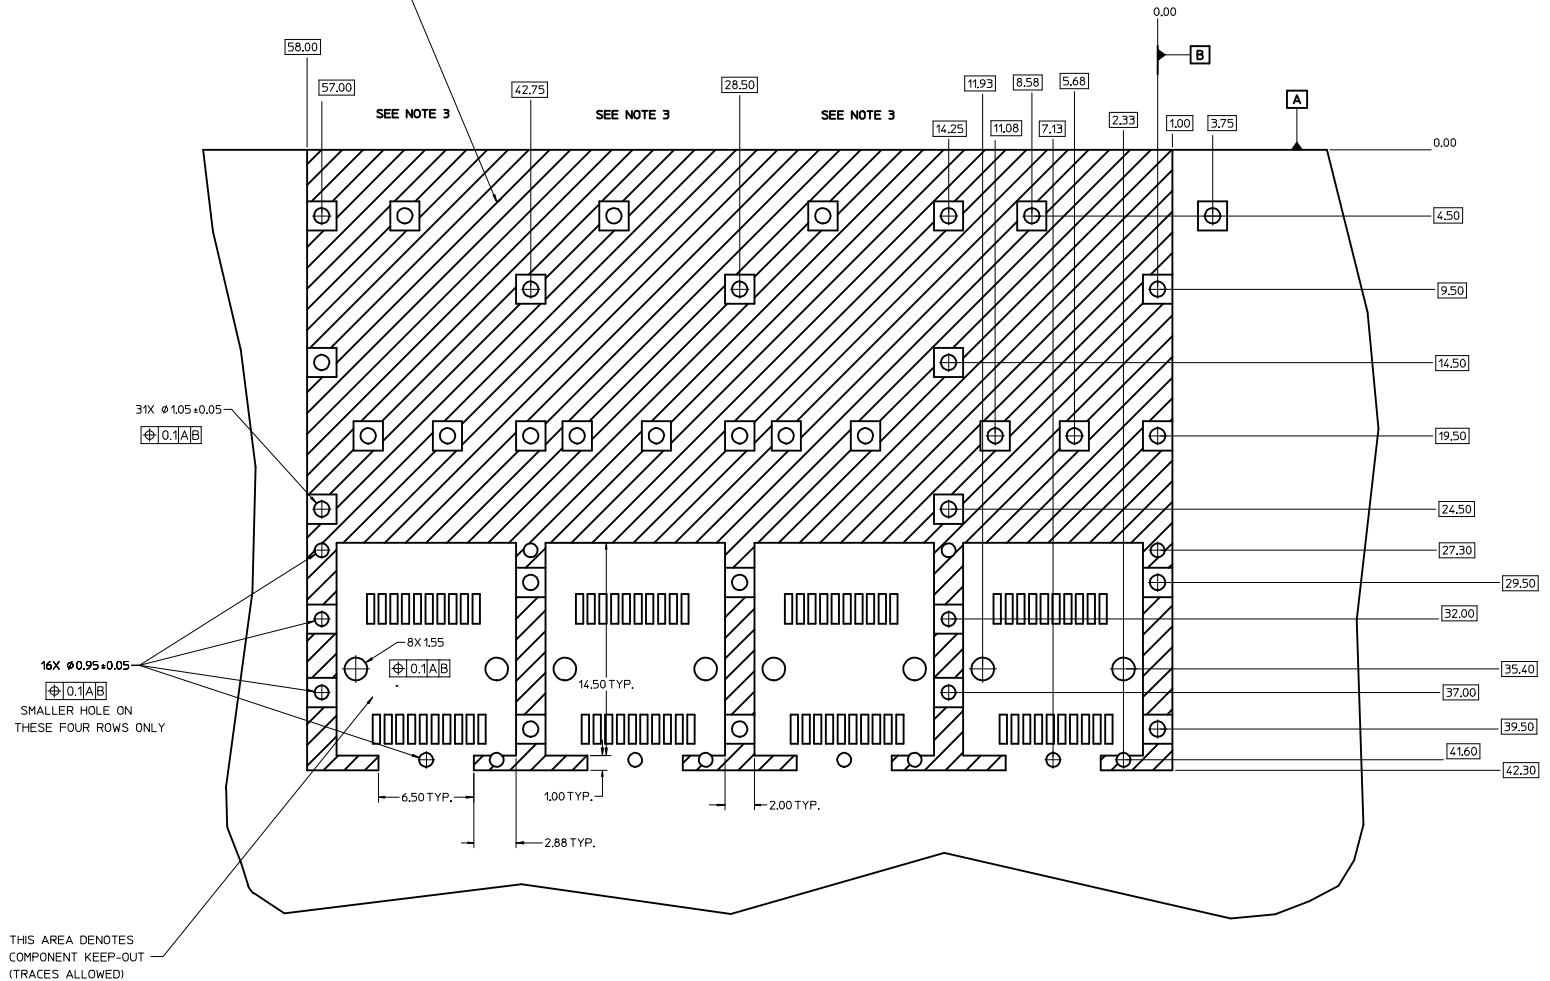 0.00
58.00
B
57.00
42.75
28.50
11.93
8.58
5.68
A
SEE NOTE 3
SEE NOTE 3
SEE NOTE 3
14.25
11.08
7.13
2.33
1.00
3.75
0.00
4.50
9.50
14.50
31X ⌀1.05±0.05
⌖ 0.1 A B
19.50
24.50
27.30
29.50
32.00
8X 1.55
⌖ 0.1 A B
16X ⌀0.95±0.05
⌖ 0.1 A B
SMALLER HOLE ON
THESE FOUR ROWS ONLY
14.50 TYP.
35.40
37.00
39.50
41.60
42.30
6.50 TYP.
1.00 TYP.
2.00 TYP.
2.88 TYP.
THIS AREA DENOTES
COMPONENT KEEP-OUT
(TRACES ALLOWED)